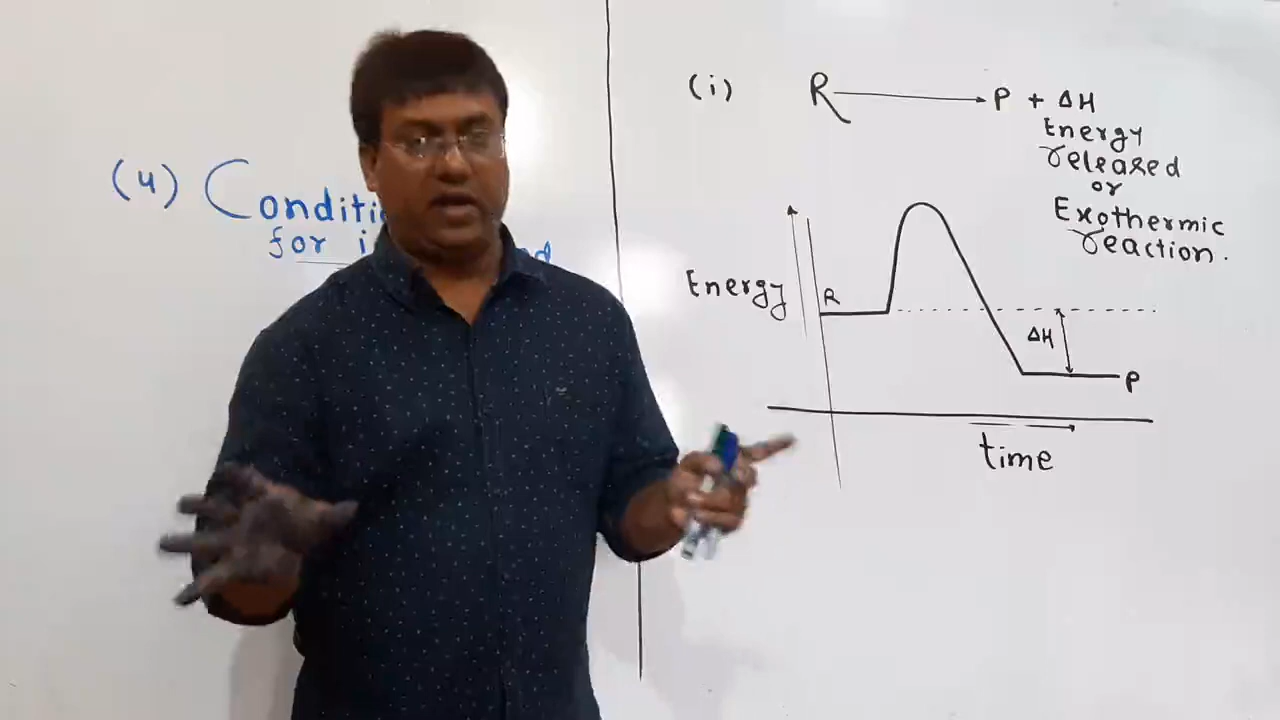 (4) Conditi
for i
(i) R → P + ΔH
Energy
released
or
Exothermic
reaction.
Energy
R
ΔH
P
time